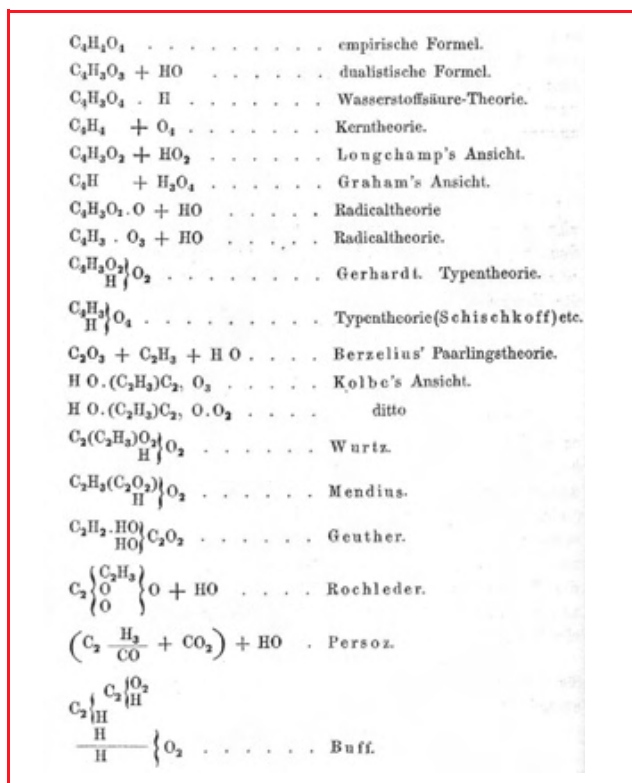 C₄H₄O₄ . . . . . . . . . empirische Formel.
C₄H₃O₃ + HO . . . . . . dualistische Formel.
C₄H₃O₄ . H . . . . . . . Wasserstoffsäure-Theorie.
C₄H₄ + O₄ . . . . . . . Kerntheorie.
C₄H₃O₂ + HO₂ . . . . . . Longchamp's Ansicht.
C₄H + H₃O₄ . . . . . . Graham's Ansicht.
C₄H₃O₂.O + HO . . . . . Radicaltheorie
C₄H₃ . O₃ + HO . . . . . Radicaltheorie.
C₄H₃O₂
H }O₂ . . . . . . . . Gerhardt. Typentheorie.
C₄H₃
H }O₄ . . . . . . . . . Typentheorie(Schischkoff)etc.
C₂O₃ + C₂H₃ + H O . . . . Berzelius' Paarlingstheorie.
H O.(C₂H₃)C₂, O₃ . . . . Kolbe's Ansicht.
H O.(C₂H₃)C₂, O.O₂ . . . . ditto
C₂(C₂H₃)O₂
H }O₂ . . . . . . Wurtz.
C₂H₃(C₂O₂)
H }O₂ . . . . . . Mendius.
C₂H₂.HO
HO }C₂O₂ . . . . . . Geuther.
C₂ { C₂H₃
O
O } O + HO . . . . Rochleder.
(C₂ H₃/CO + CO₂) + HO . Persoz.
C₂ { C₂ { O₂
H
H
H
H { O₂ . . . . . . Buff.